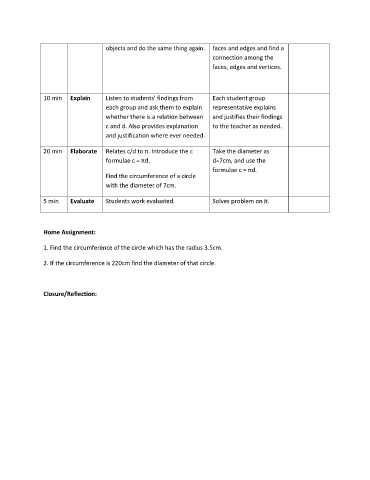 objects and do the same thing again.
faces and edges and find a
connection among the
faces, edges and vertices.
10 min
Explain
Listen to students' findings from
each group and ask them to explain
whether there is a relation between
c and d. Also provides explanation
and justification where ever needed.
Each student group
representative explains
and justifies their findings
to the teacher as needed.
20 min
Elaborate
Relates c/d to π. Introduce the c
formulae c = πd.
Find the circumference of a circle
with the diameter of 7cm.
Take the diameter as
d=7cm, and use the
formulae c = πd.
5 min
Evaluate
Students work evaluated.
Solves problem on it.
Home Assignment:
1. Find the circumference of the circle which has the radius 3.5cm.
2. If the circumference is 220cm find the diameter of that circle.
Closure/Reflection: